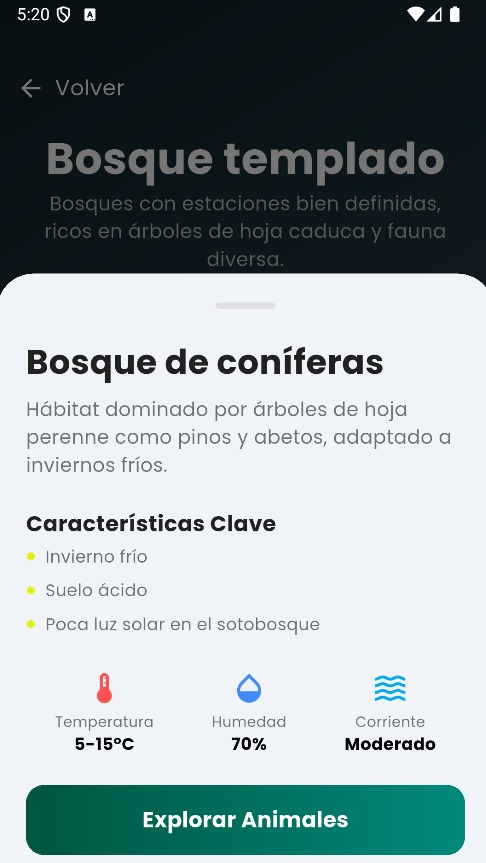 5:20
Volver
Bosque templado
Bosques con estaciones bien definidas,
ricos en árboles de hoja caduca y fauna
diversa.
Bosque de coníferas
Hábitat dominado por árboles de hoja
perenne como pinos y abetos, adaptado a
inviernos fríos.
Características Clave
Invierno frío
Suelo ácido
Poca luz solar en el sotobosque
Temperatura
5-15°C
Humedad
70%
Corriente
Moderado
Explorar Animales